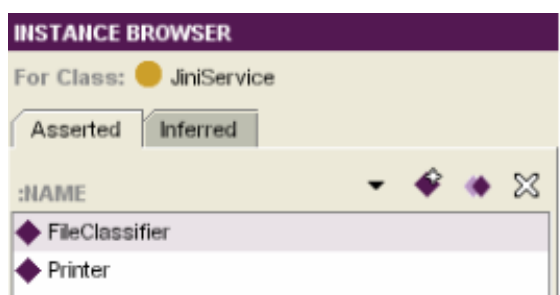 INSTANCE BROWSER
For Class: JiniService
Asserted Inferred
:NAME
FileClassifier
Printer